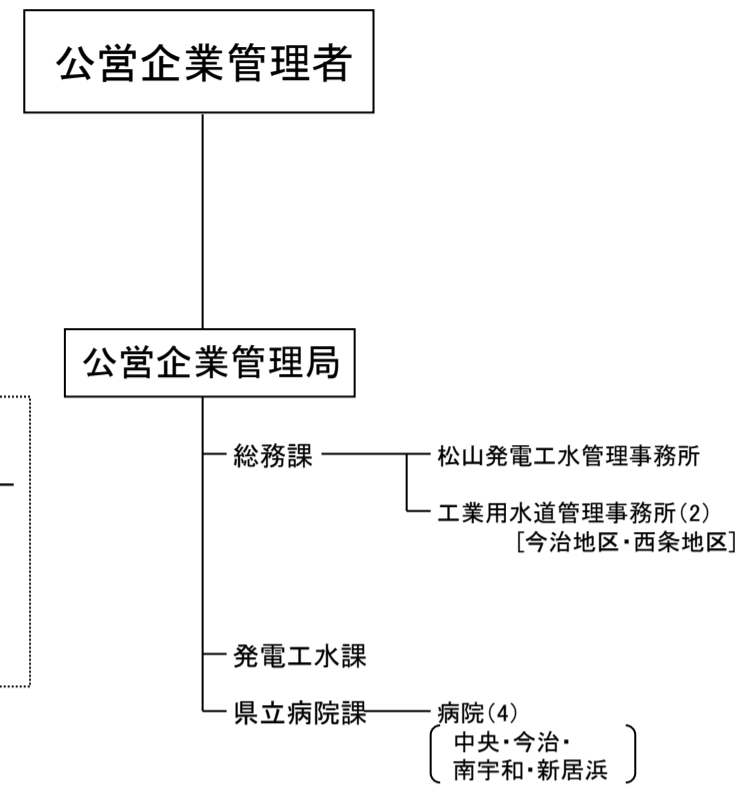 公営企業管理者
公営企業管理局
総務課
松山発電工水管理事務所
工業用水道管理事務所(2)
[今治地区・西条地区]
発電工水課
県立病院課
病院(4)
中央・今治・
南宇和・新居浜